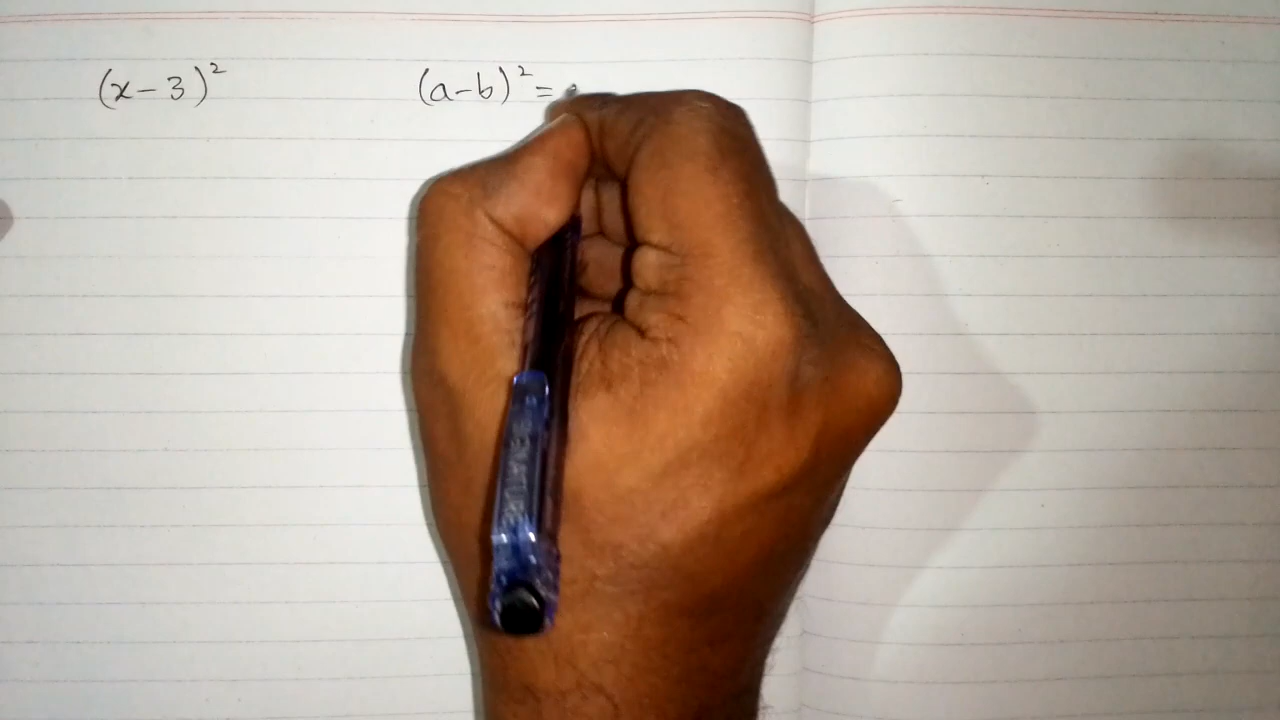 (x-3)² (a-b)² =